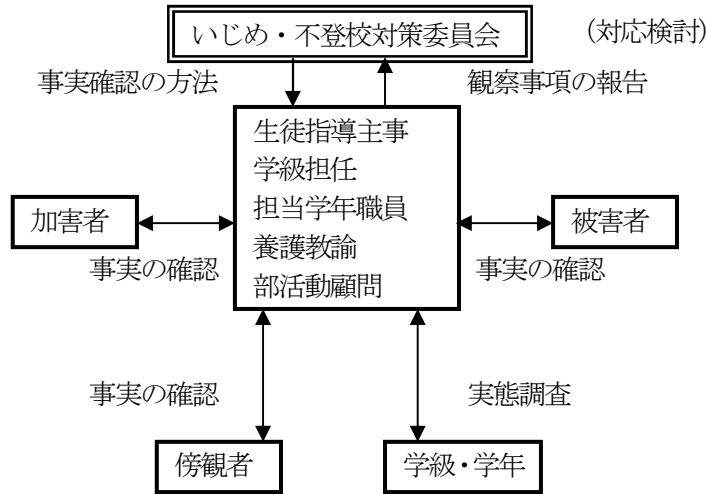 いじめ・不登校対策委員会
(対応検討)
事実確認の方法
観察事項の報告
生徒指導主事
学級担任
担当学年職員
養護教諭
部活動顧問
加害者
被害者
事実の確認
事実の確認
事実の確認
実態調査
傍観者
学級・学年